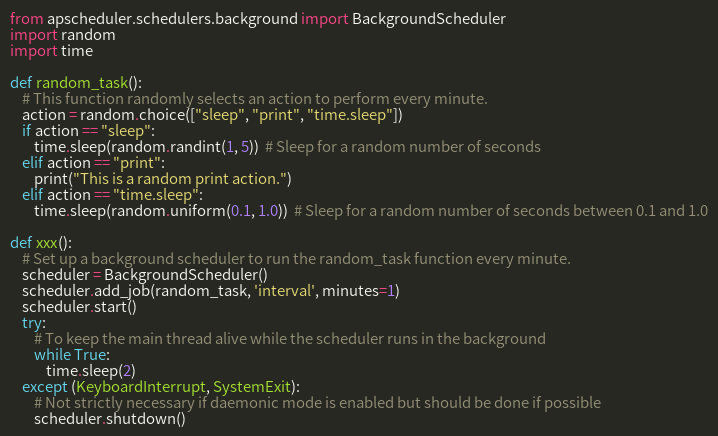 from apscheduler.schedulers.background import BackgroundScheduler
import random
import time

def random_task():
    # This function randomly selects an action to perform every minute.
    action = random.choice(["sleep", "print", "time.sleep"])
    if action == "sleep":
        time.sleep(random.randint(1, 5))  # Sleep for a random number of seconds
    elif action == "print":
        print("This is a random print action.")
    elif action == "time.sleep":
        time.sleep(random.uniform(0.1, 1.0))  # Sleep for a random number of seconds between 0.1 and 1.0

def xxx():
    # Set up a background scheduler to run the random_task function every minute.
    scheduler = BackgroundScheduler()
    scheduler.add_job(random_task, 'interval', minutes=1)
    scheduler.start()
    try:
        # To keep the main thread alive while the scheduler runs in the background
        while True:
            time.sleep(2)
    except (KeyboardInterrupt, SystemExit):
        # Not strictly necessary if daemonic mode is enabled but should be done if possible
        scheduler.shutdown()